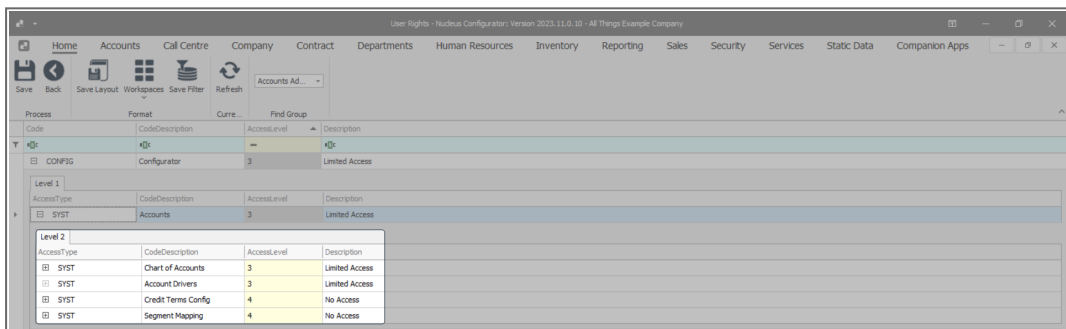 User Rights - Nucleus Configurator: Version 2023.11.0.10 - All Things Example Company
Home Accounts Call Centre Company Contract Departments Human Resources Inventory Reporting Sales Security Services Static Data Companion Apps
Save Back Save Layout Workspaces Save Filter Refresh Accounts Ad...
Process Format Curre... Find Group
Code CodeDescription AccessLevel Description
=
CONFIG Configurator 3 Limited Access
Level 1
AccessType CodeDescription AccessLevel Description
SYST Accounts 3 Limited Access
Level 2
AccessType CodeDescription AccessLevel Description
SYST Chart of Accounts 3 Limited Access
SYST Account Drivers 3 Limited Access
SYST Credit Terms Config 4 No Access
SYST Segment Mapping 4 No Access